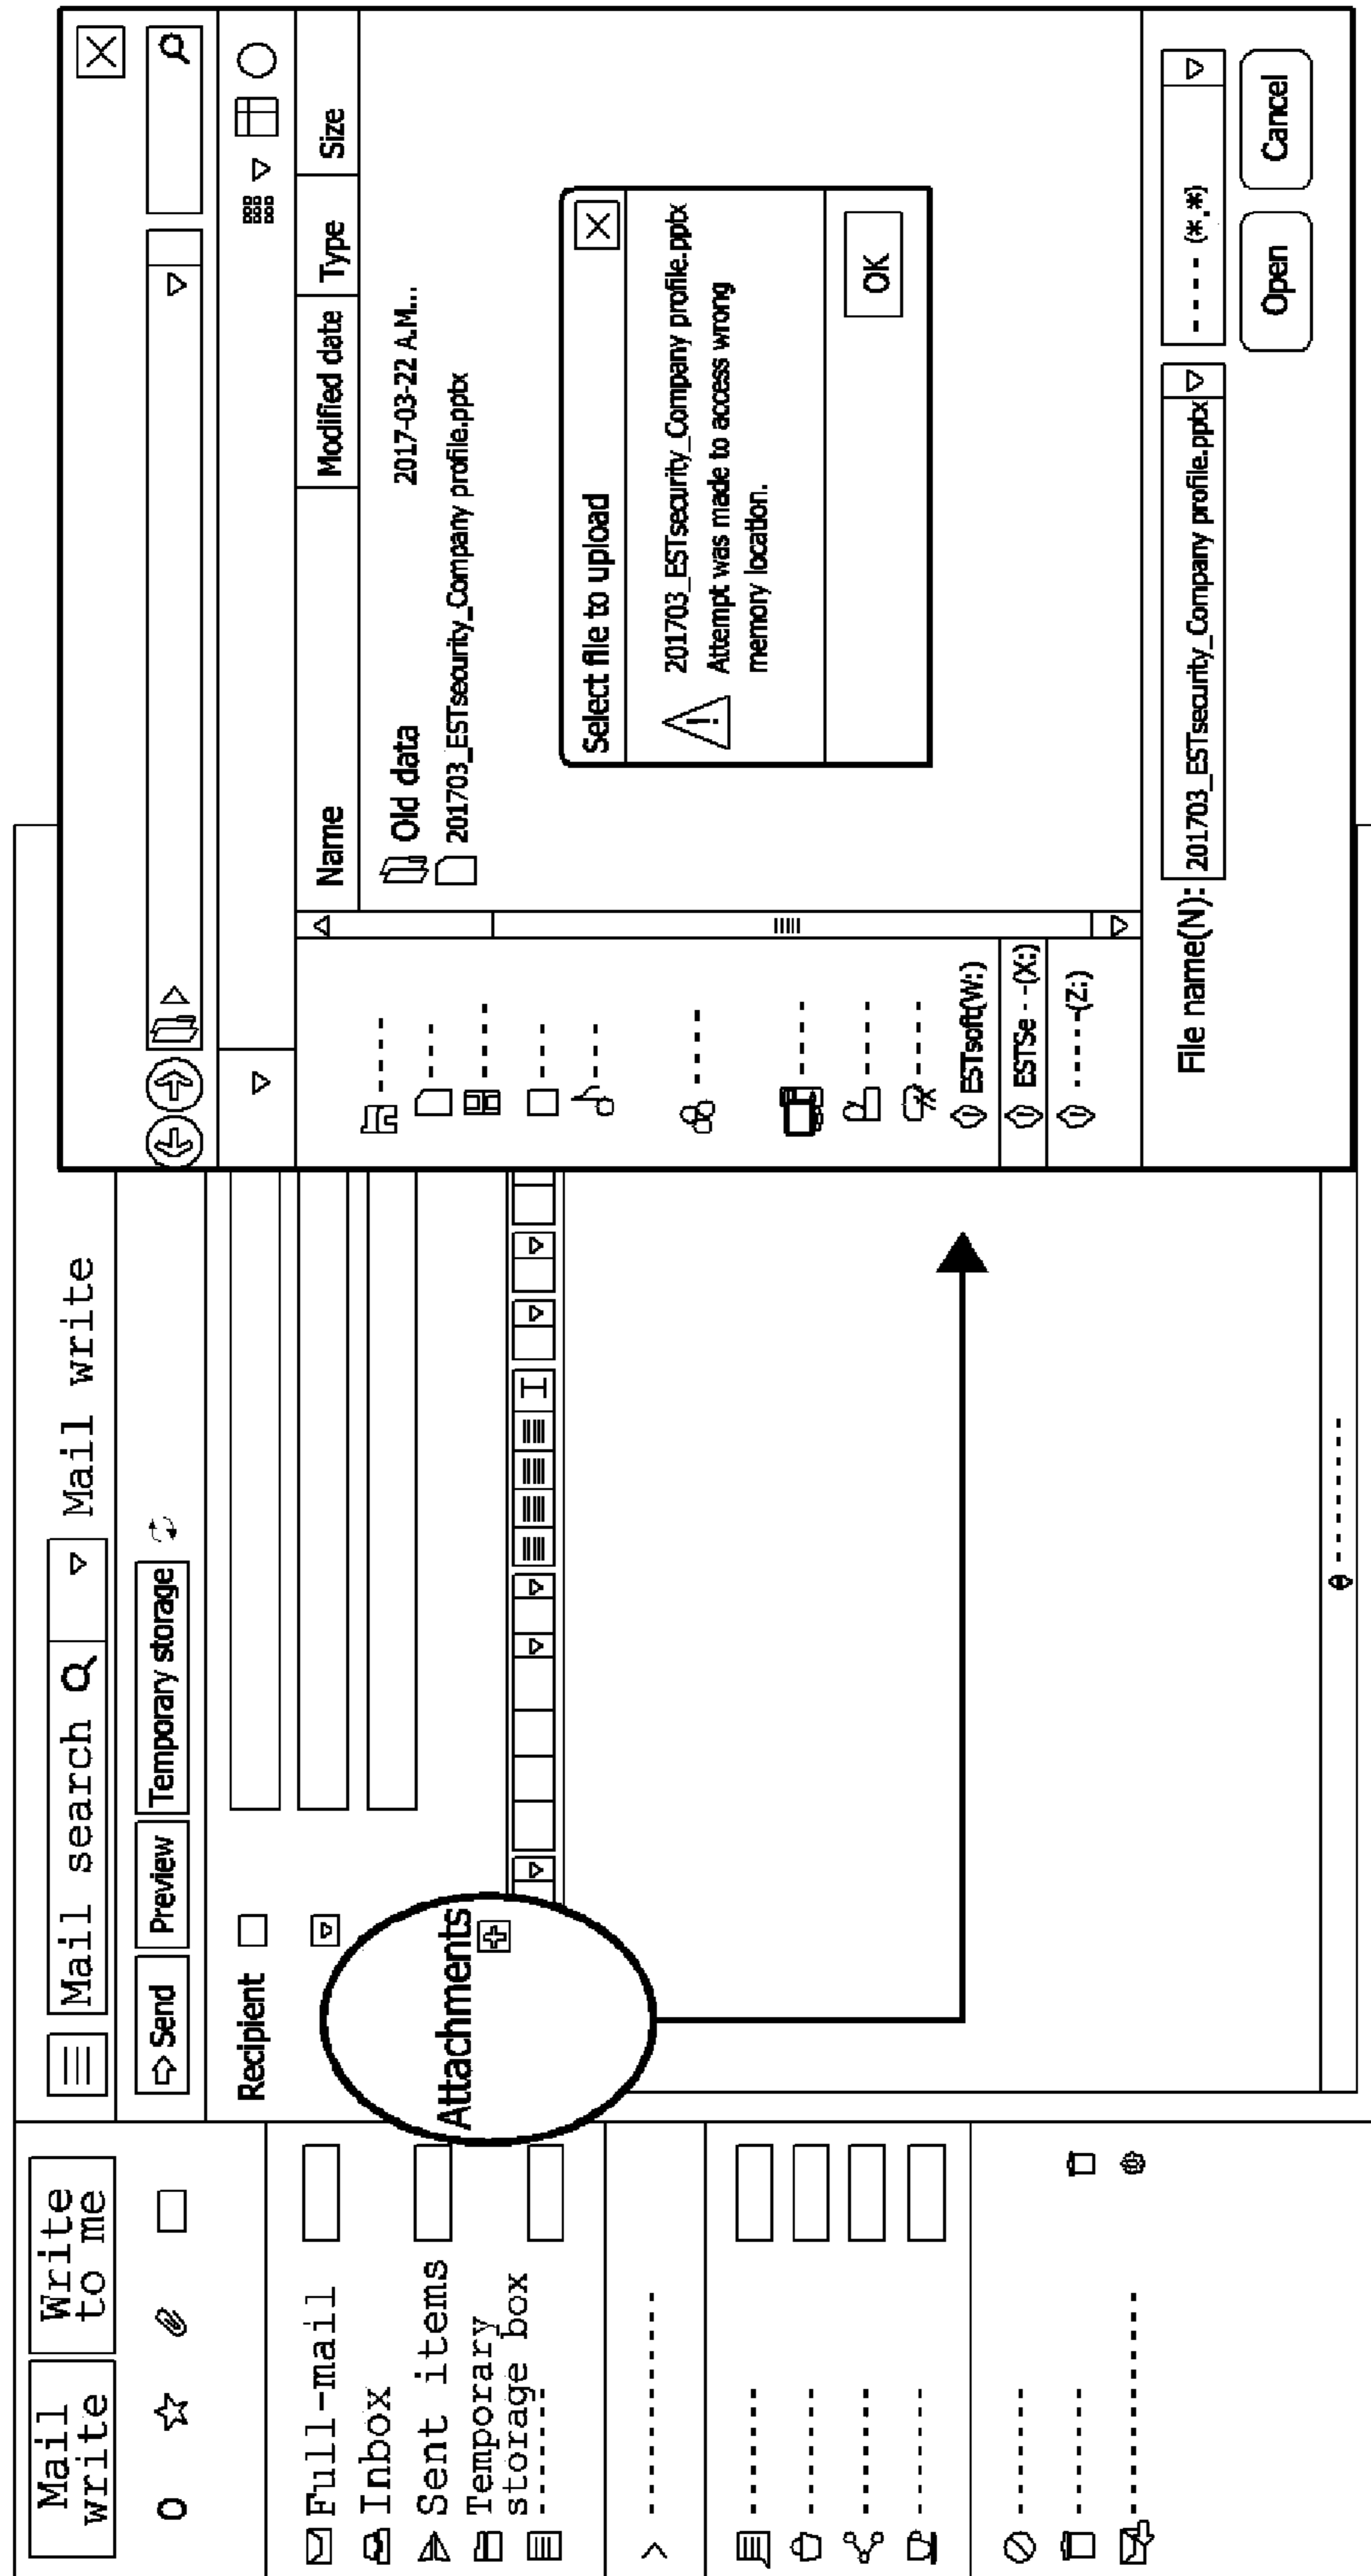 Mail
write
Write
to me
Full-mail
Inbox
Sent items
Temporary
storage box
Mail search
Mail write
Send
Preview
Temporary storage
Recipient
Attachments
Name
Modified date
Type
Size
Old data
2017-03-22 A.M...
201703_ESTsecurity_Company profile.pptx
ESTsoft(W:)
ESTSe - -(X:)
------(Z:)
Select file to upload
201703_ESTsecurity_Company profile.pptx
Attempt was made to access wrong
memory location.
OK
File name(N): 201703_ESTsecurity_Company profile.pptx
- - - - (*.*)
Open
Cancel